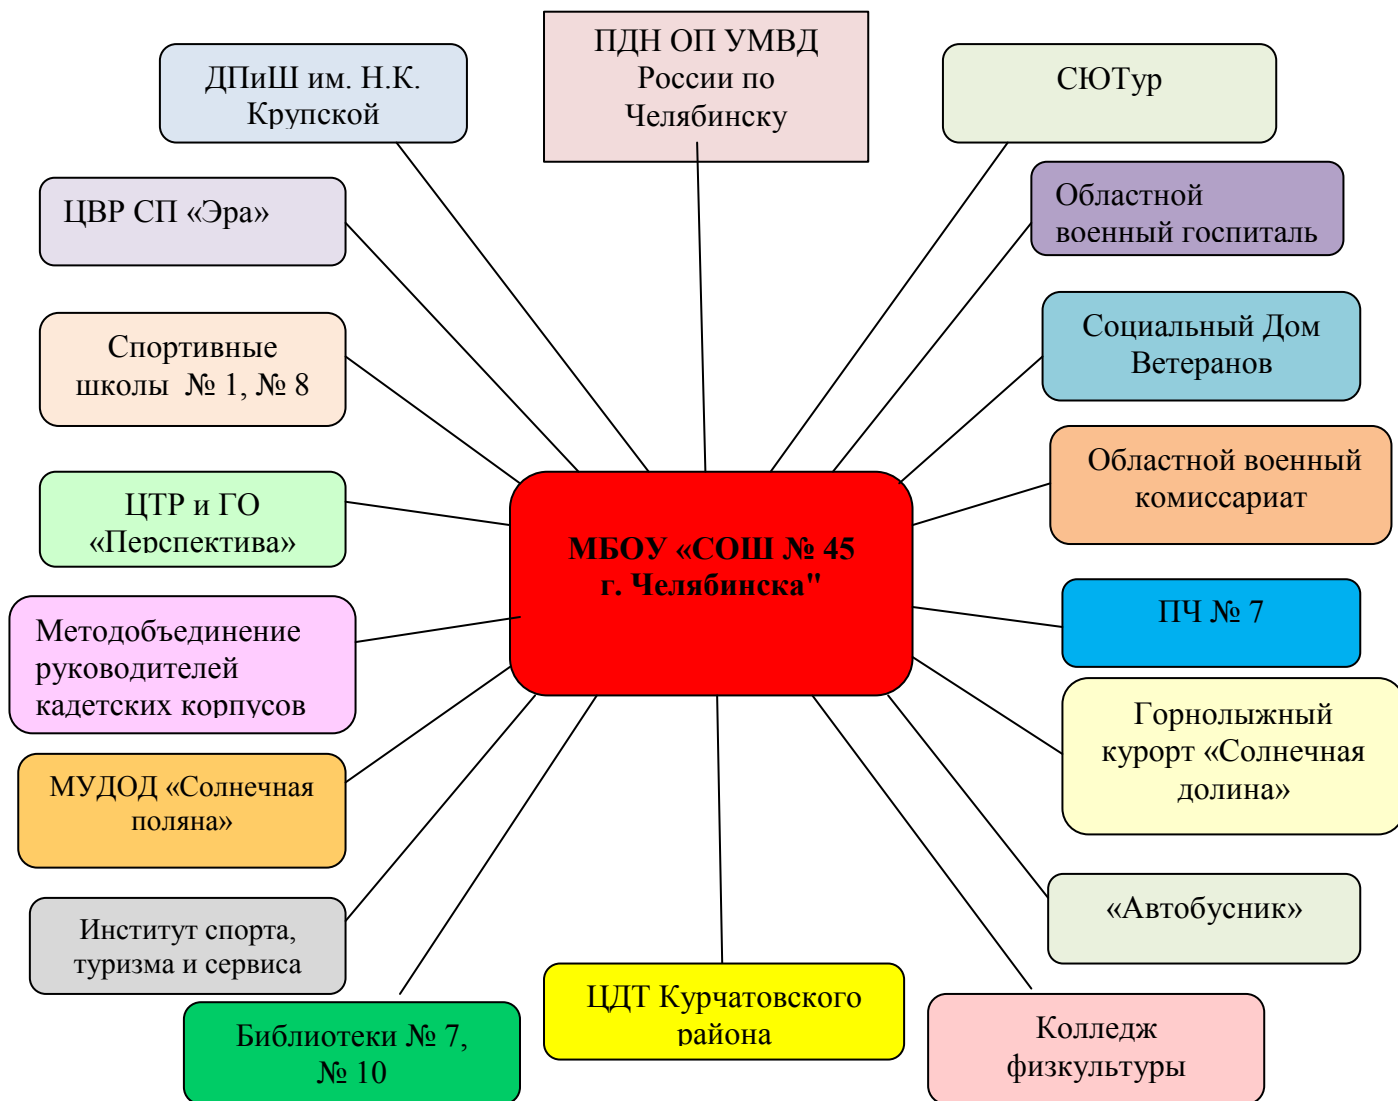 ДПиШ им. Н.К.
Крупской
ПДН ОП УМВД
России по
Челябинску
СЮТур
ЦВР СП «Эра»
Областной
военный госпиталь
Спортивные
школы № 1, № 8
Социальный Дом
Ветеранов
ЦТР и ГО
«Перспектива»
МБОУ «СОШ № 45
г. Челябинска"
Областной военный
комиссариат
Методобъединение
руководителей
кадетских корпусов
ПЧ № 7
МУДОД «Солнечная
поляна»
Горнолыжный
курорт «Солнечная
долина»
Институт спорта,
туризма и сервиса
«Автобусник»
Библиотеки № 7,
№ 10
ЦДТ Курчатовского
района
Колледж
физкультуры